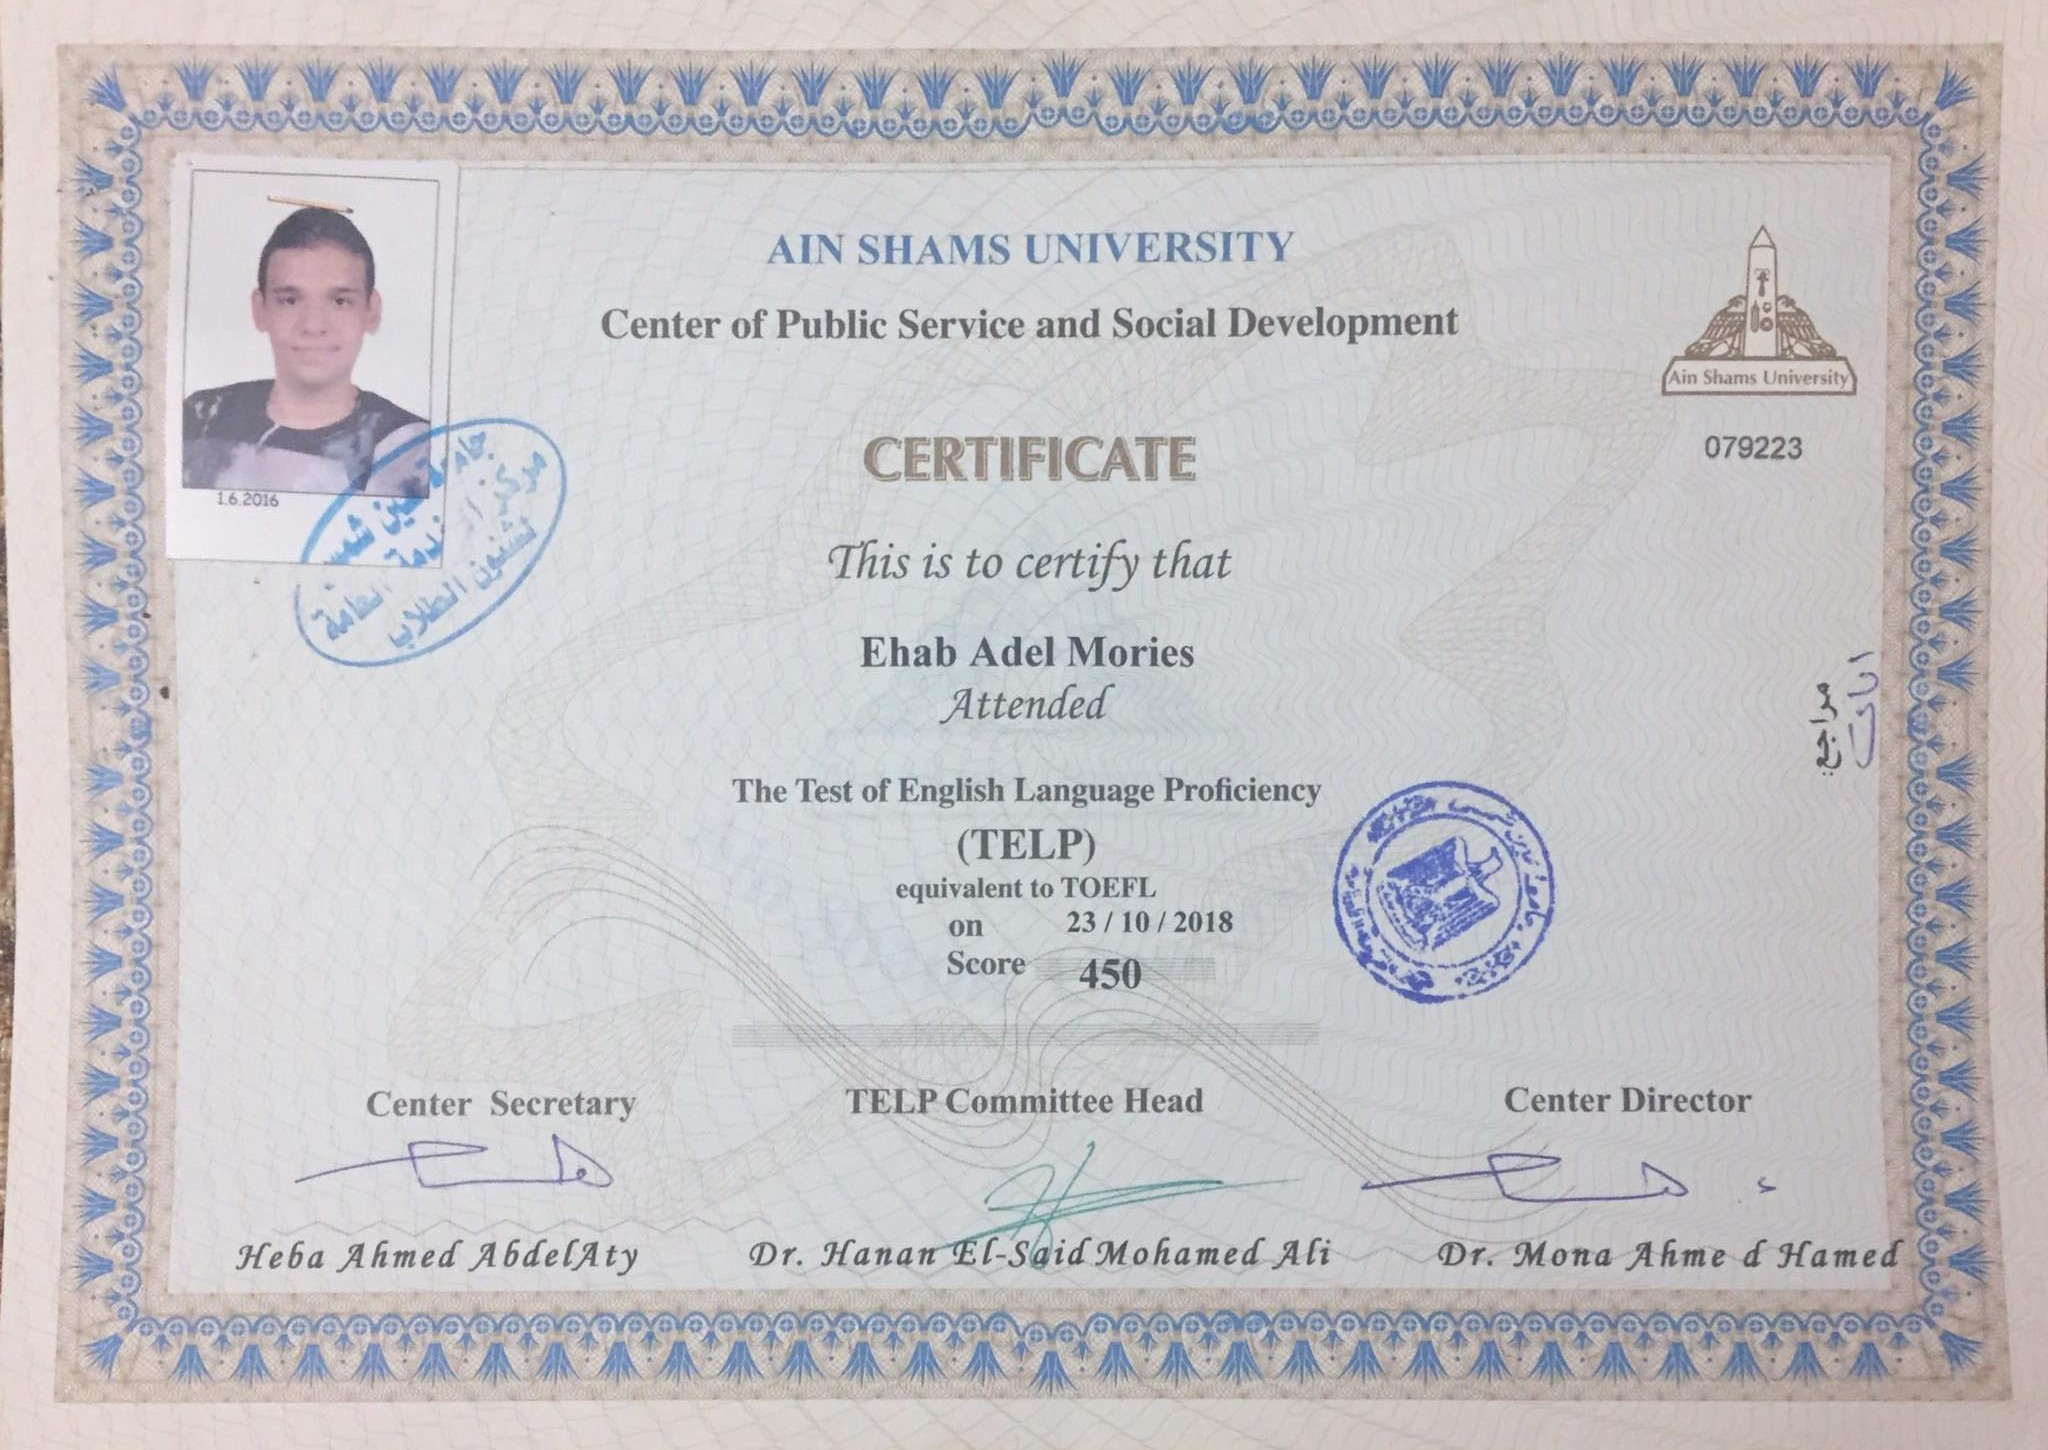 AIN SHAMS UNIVERSITY
Center of Public Service and Social Development
Ain Shams University
079223
CERTIFICATE
1.6.2016
جامعة عين شمس
مركز الخدمة العامة
لشئون الطلاب
This is to certify that
Ehab Adel Mories
Attended
The Test of English Language Proficiency
(TELP)
equivalent to TOEFL
on 23 / 10 / 2018
Score 450
Center Secretary
TELP Committee Head
Center Director
Heba Ahmed AbdelAty
Dr. Hanan El-Said Mohamed Ali
Dr. Mona Ahme d Hamed